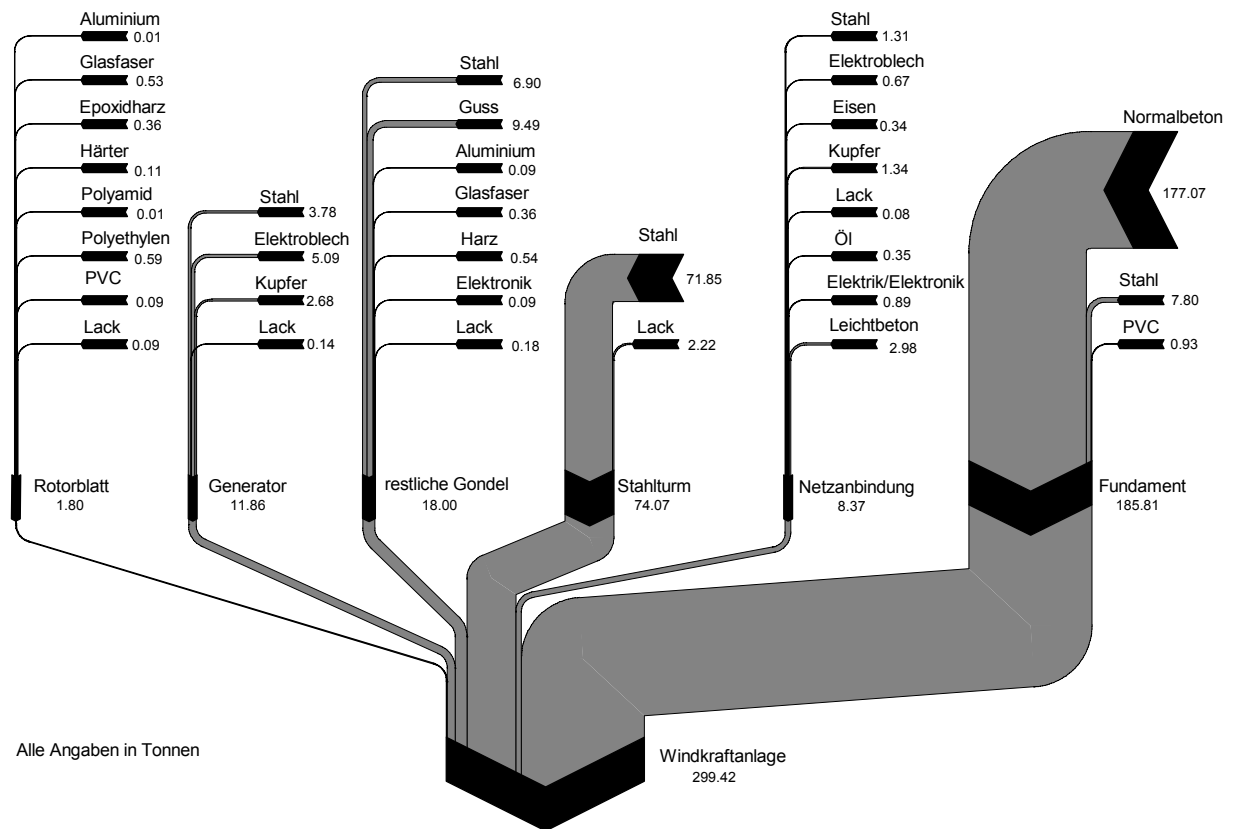 Aluminium
0.01
Glasfaser
0.53
Epoxidharz
0.36
Härter
0.11
Polyamid
0.01
Polyethylen
0.59
PVC
0.09
Lack
0.09
Rotorblatt
1.80
Stahl
3.78
Elektroblech
5.09
Kupfer
2.68
Lack
0.14
Generator
11.86
Stahl
6.90
Guss
9.49
Aluminium
0.09
Glasfaser
0.36
Harz
0.54
Elektronik
0.09
Lack
0.18
restliche Gondel
18.00
Stahl
71.85
Lack
2.22
Stahlturm
74.07
Stahl
1.31
Elektroblech
0.67
Eisen
0.34
Kupfer
1.34
Lack
0.08
Öl
0.35
Elektrik/Elektronik
0.89
Leichtbeton
2.98
Netzanbindung
8.37
Normalbeton
177.07
Stahl
7.80
PVC
0.93
Fundament
185.81
Alle Angaben in Tonnen
Windkraftanlage
299.42